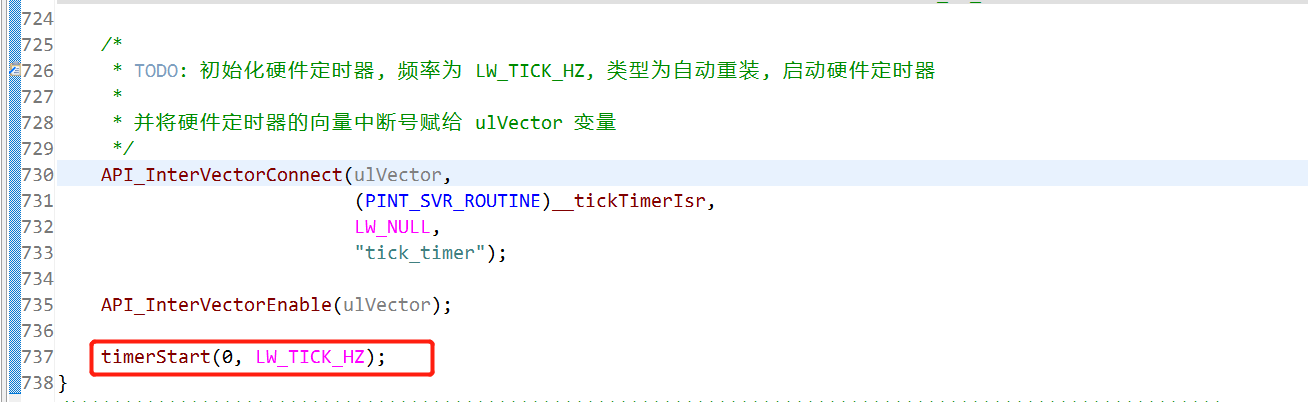 724
725 /*
726 * TODO: 初始化硬件定时器, 频率为 LW_TICK_HZ, 类型为自动重装, 启动硬件定时器
727 *
728 * 并将硬件定时器的向量中断号赋给 ulVector 变量
729 */
730 API_InterVectorConnect(ulVector,
731 (PINT_SVR_ROUTINE)__tickTimerIsr,
732 LW_NULL,
733 "tick_timer");
734
735 API_InterVectorEnable(ulVector);
736
737 timerStart(0, LW_TICK_HZ);
738 }